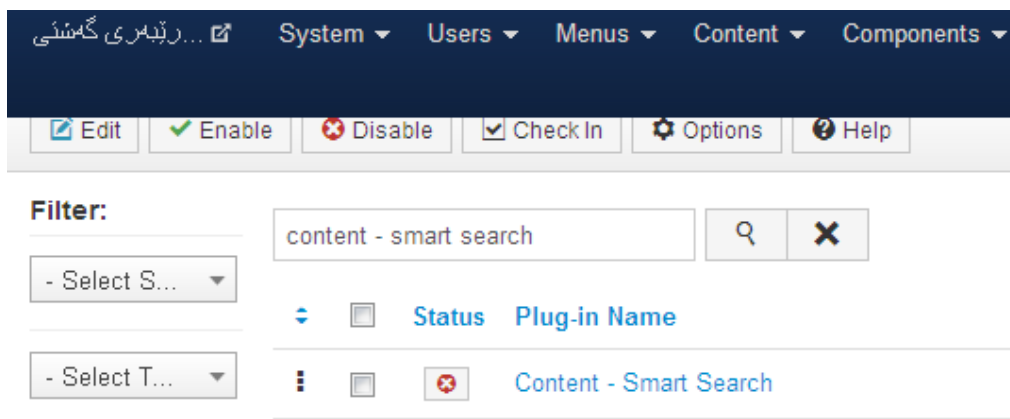 رێبەری گەشتی... System Users Menus Content Components
Edit Enable Disable Check In Options Help
Filter:
content - smart search
- Select S...
Status Plug-in Name
- Select T...
Content - Smart Search